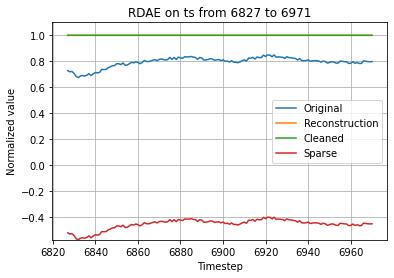 RDAE on ts from 6827 to 6971
1.0
0.8
0.6
0.4
0.2
0.0
−0.2
−0.4
Normalized value
Original
Reconstruction
Cleaned
Sparse
6820 6840 6860 6880 6900 6920 6940 6960
Timestep